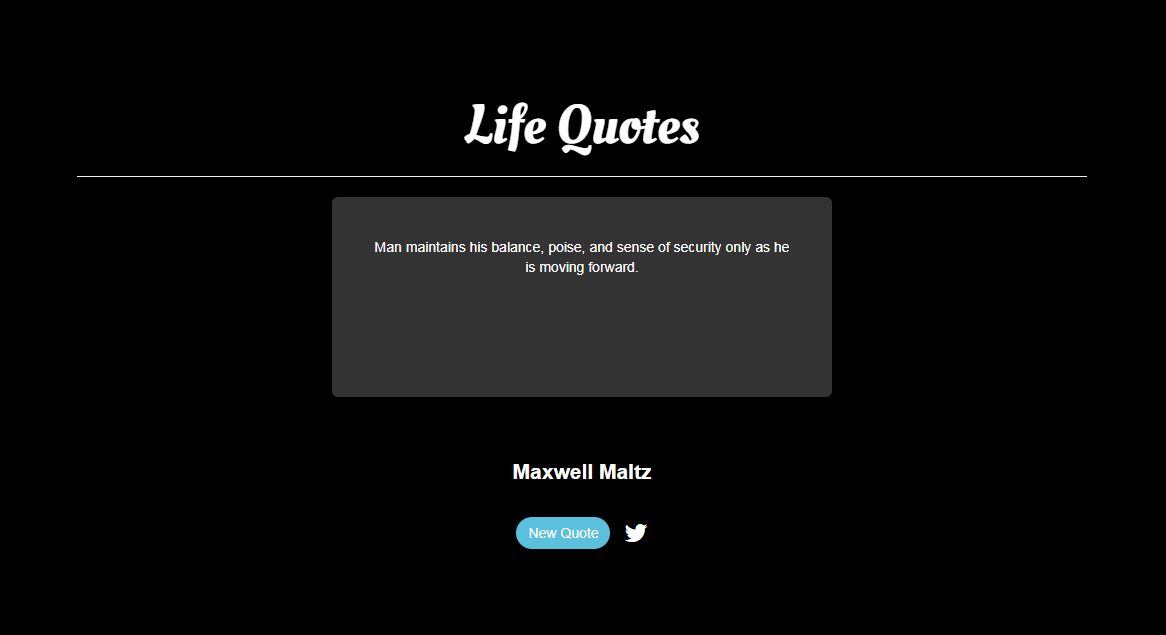 Life Quotes
Man maintains his balance, poise, and sense of security only as he
is moving forward.
Maxwell Maltz
New Quote